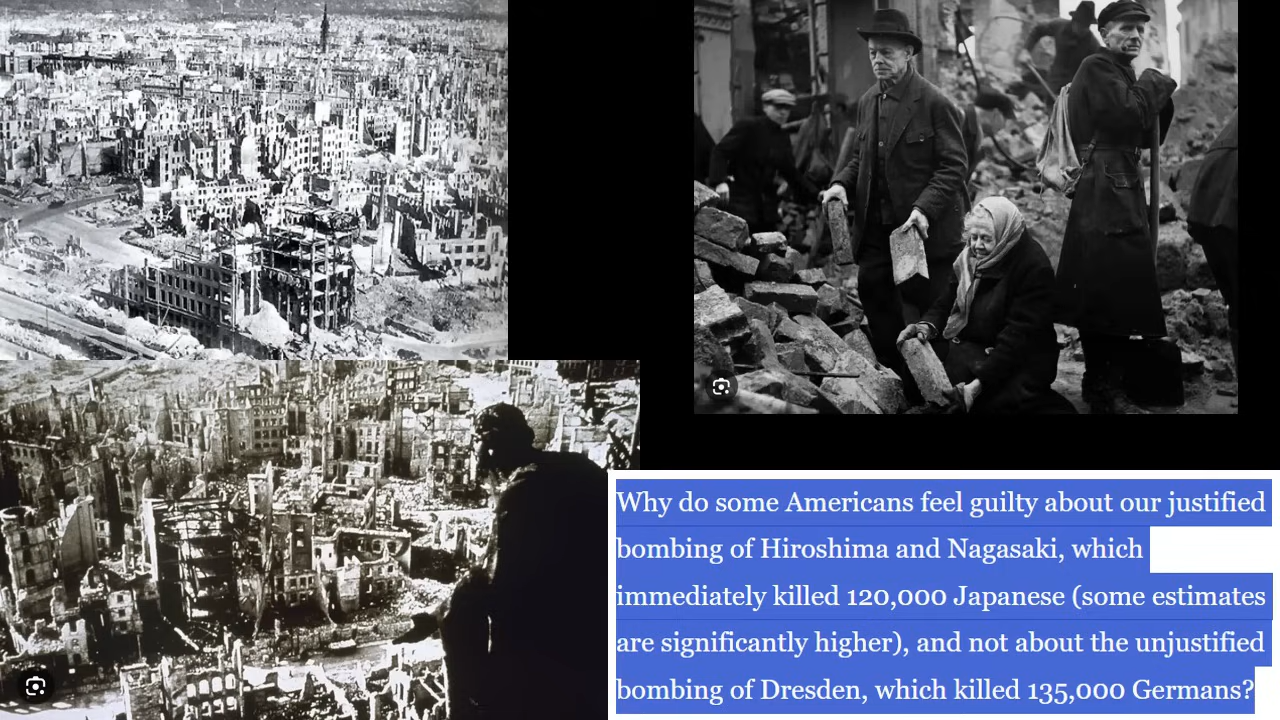 Why do some Americans feel guilty about our justified
bombing of Hiroshima and Nagasaki, which
immediately killed 120,000 Japanese (some estimates
are significantly higher), and not about the unjustified
bombing of Dresden, which killed 135,000 Germans?